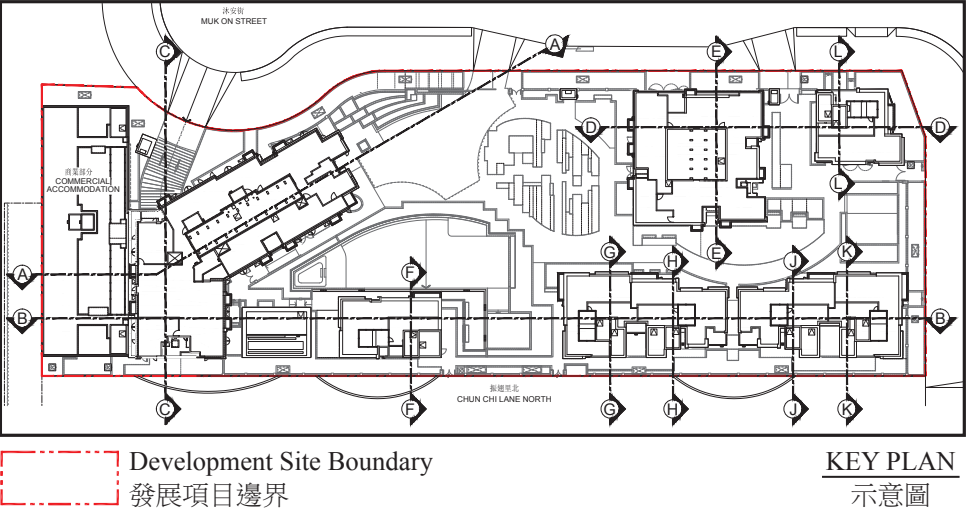 沐安街
MUK ON STREET
C
A
E
L
D
D
商業部分
COMMERCIAL
ACCOMMODATION
L
E
G
H
J
K
A
F
B
B
M
振翅里北
CHUN CHI LANE NORTH
C
F
G
H
J
K
Development Site Boundary
發展項目邊界
KEY PLAN
示意圖